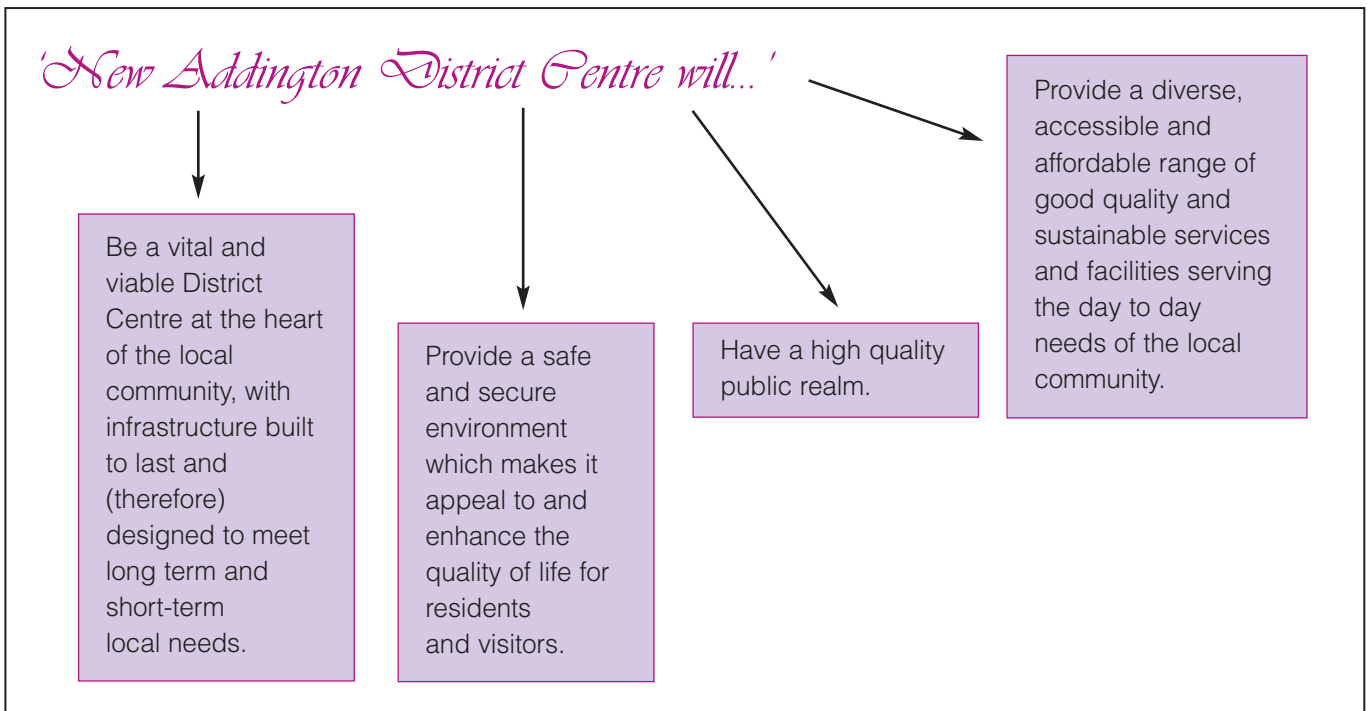 'New Addington District Centre will...'
Be a vital and
viable District
Centre at the heart
of the local
community, with
infrastructure built
to last and
(therefore)
designed to meet
long term and
short-term
local needs.
Provide a safe
and secure
environment
which makes it
appeal to and
enhance the
quality of life for
residents
and visitors.
Have a high quality
public realm.
Provide a diverse,
accessible and
affordable range of
good quality and
sustainable services
and facilities serving
the day to day
needs of the local
community.